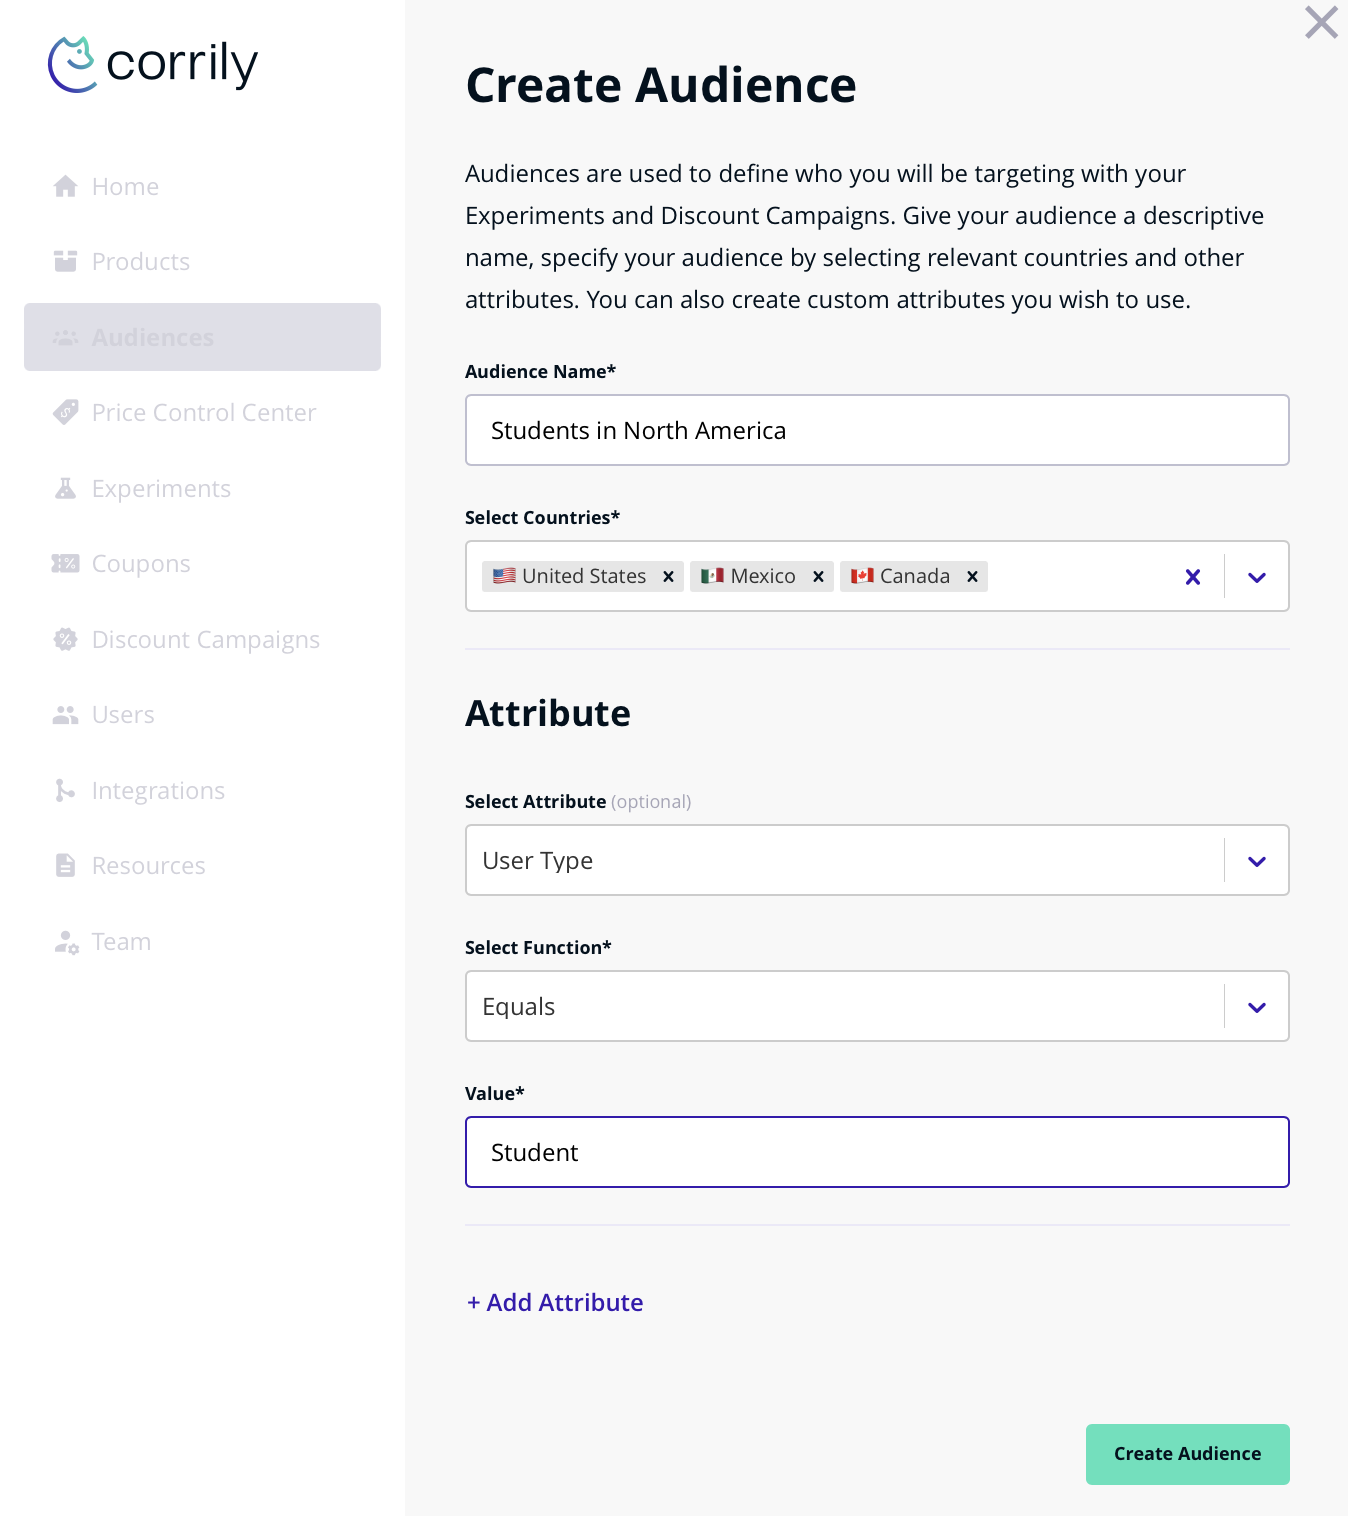 corrily
Home
Products
Audiences
Price Control Center
Experiments
Coupons
Discount Campaigns
Users
Integrations
Resources
Team
Create Audience
Audiences are used to define who you will be targeting with your
Experiments and Discount Campaigns. Give your audience a descriptive
name, specify your audience by selecting relevant countries and other
attributes. You can also create custom attributes you wish to use.
Audience Name*
Students in North America
Select Countries*
United States Mexico Canada
Attribute
Select Attribute (optional)
User Type
Select Function*
Equals
Value*
Student
+ Add Attribute
Create Audience